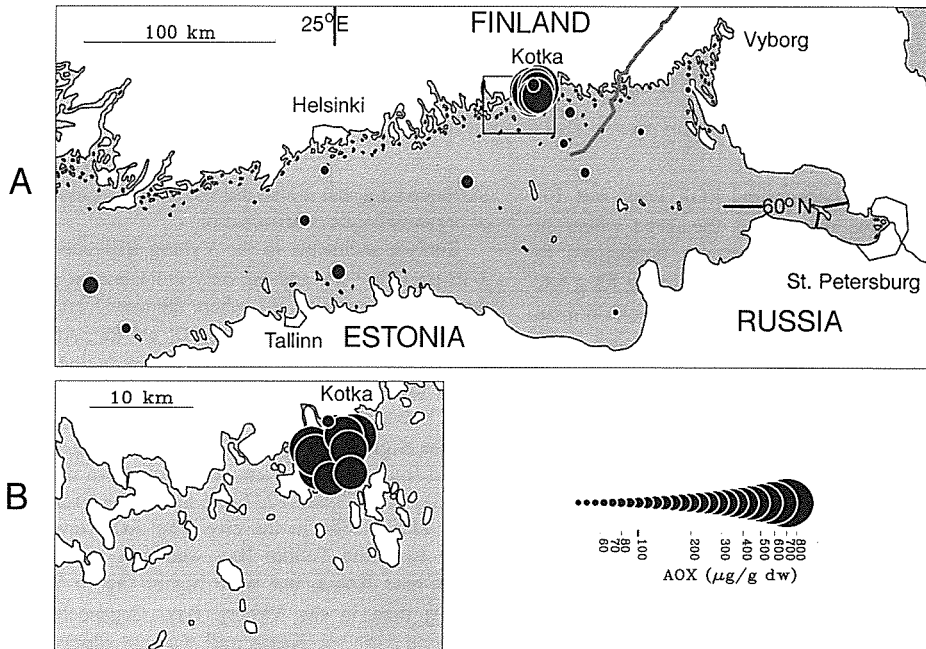 A
100 km
25°E
FINLAND
Kotka
Vyborg
Helsinki
60° N
St. Petersburg
Tallinn
ESTONIA
RUSSIA
B
10 km
Kotka
60
70
80
100
200
300
400
500
600
700
800
AOX (μg/g dw)